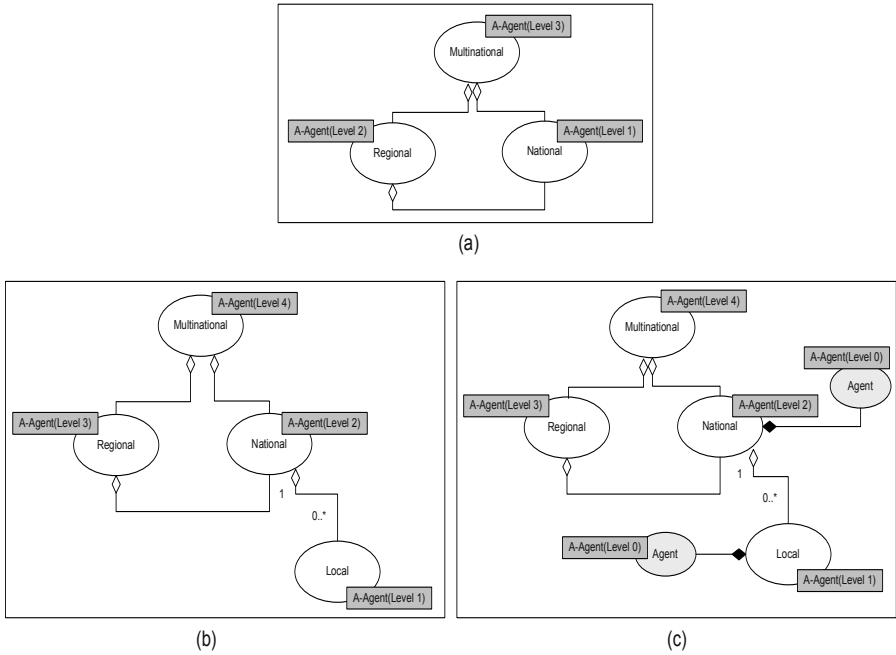 A-Agent(Level 3)
Multinational
A-Agent(Level 2)
Regional
A-Agent(Level 1)
National
(a)
A-Agent(Level 4)
Multinational
A-Agent(Level 3)
Regional
A-Agent(Level 2)
National
1
0..*
Local
A-Agent(Level 1)
(b)
A-Agent(Level 4)
Multinational
A-Agent(Level 0)
Agent
A-Agent(Level 3)
Regional
A-Agent(Level 2)
National
1
0..*
A-Agent(Level 0)
Agent
Local
A-Agent(Level 1)
(c)